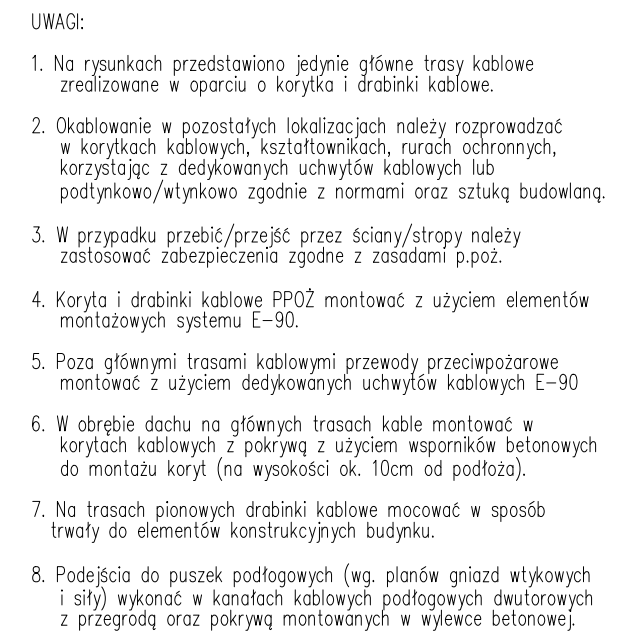 UWAGI:
1. Na rysunkach przedstawiono jedynie główne trasy kablowe
zrealizowane w oparciu o korytka i drabinki kablowe.
2. Okablowanie w pozostałych lokalizacjach należy rozprowadzać
w korytkach kablowych, kształtownikach, rurach ochronnych,
korzystając z dedykowanych uchwytów kablowych lub
podtynkowo/wtynkowo zgodnie z normami oraz sztuką budowlaną.
3. W przypadku przebić/przejść przez ściany/stropy należy
zastosować zabezpieczenia zgodne z zasadami p.poż.
4. Koryta i drabinki kablowe PPOŻ montować z użyciem elementów
montażowych systemu E-90.
5. Poza głównymi trasami kablowymi przewody przeciwpożarowe
montować z użyciem dedykowanych uchwytów kablowych E-90
6. W obrębie dachu na głównych trasach kable montować w
korytach kablowych z pokrywą z użyciem wsporników betonowych
do montażu koryt (na wysokości ok. 10cm od podłoża).
7. Na trasach pionowych drabinki kablowe mocować w sposób
trwały do elementów konstrukcyjnych budynku.
8. Podejścia do puszek podłogowych (wg. planów gniazd wtykowych
i siły) wykonać w kanałach kablowych podłogowych dwutorowych
z przegrodą oraz pokrywą montowanych w wylewce betonowej.